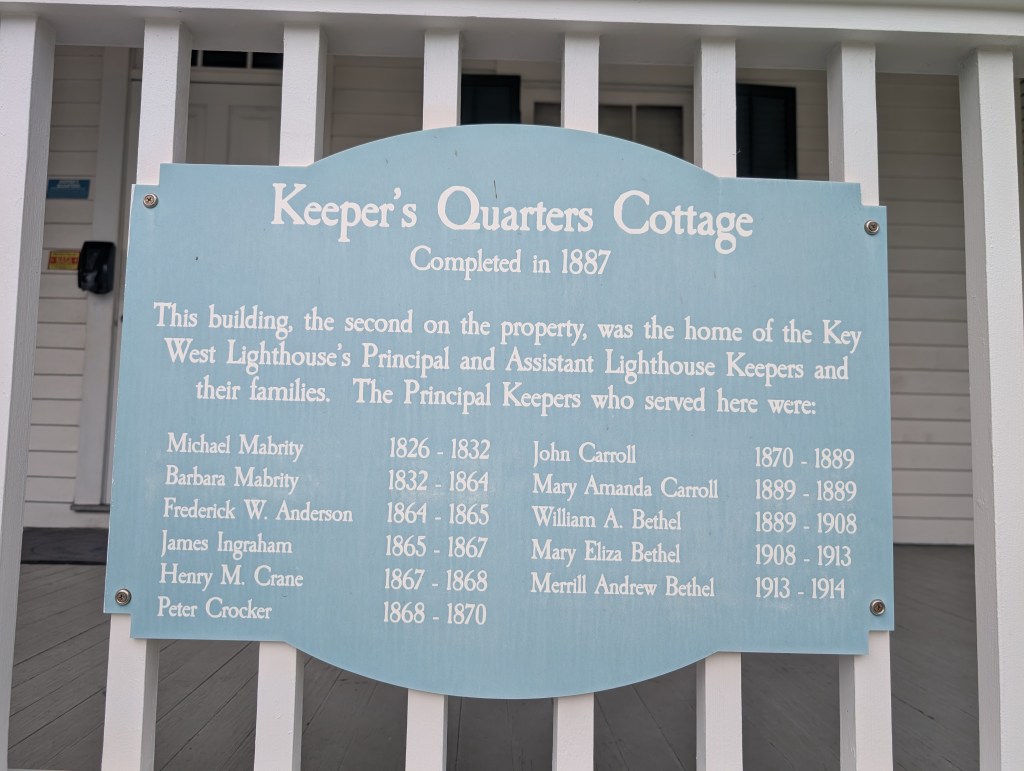 Keeper's Quarters Cottage
Completed in 1887
This building, the second on the property, was the home of the Key
West Lighthouse's Principal and Assistant Lighthouse Keepers and
their families. The Principal Keepers who served here were:
Michael Mabrity 1826 - 1832
Barbara Mabrity 1832 - 1864
Frederick W. Anderson 1864 - 1865
James Ingraham 1865 - 1867
Henry M. Crane 1867 - 1868
Peter Crocker 1868 - 1870
John Carroll 1870 - 1889
Mary Amanda Carroll 1889 - 1889
William A. Bethel 1889 - 1908
Mary Eliza Bethel 1908 - 1913
Merrill Andrew Bethel 1913 - 1914